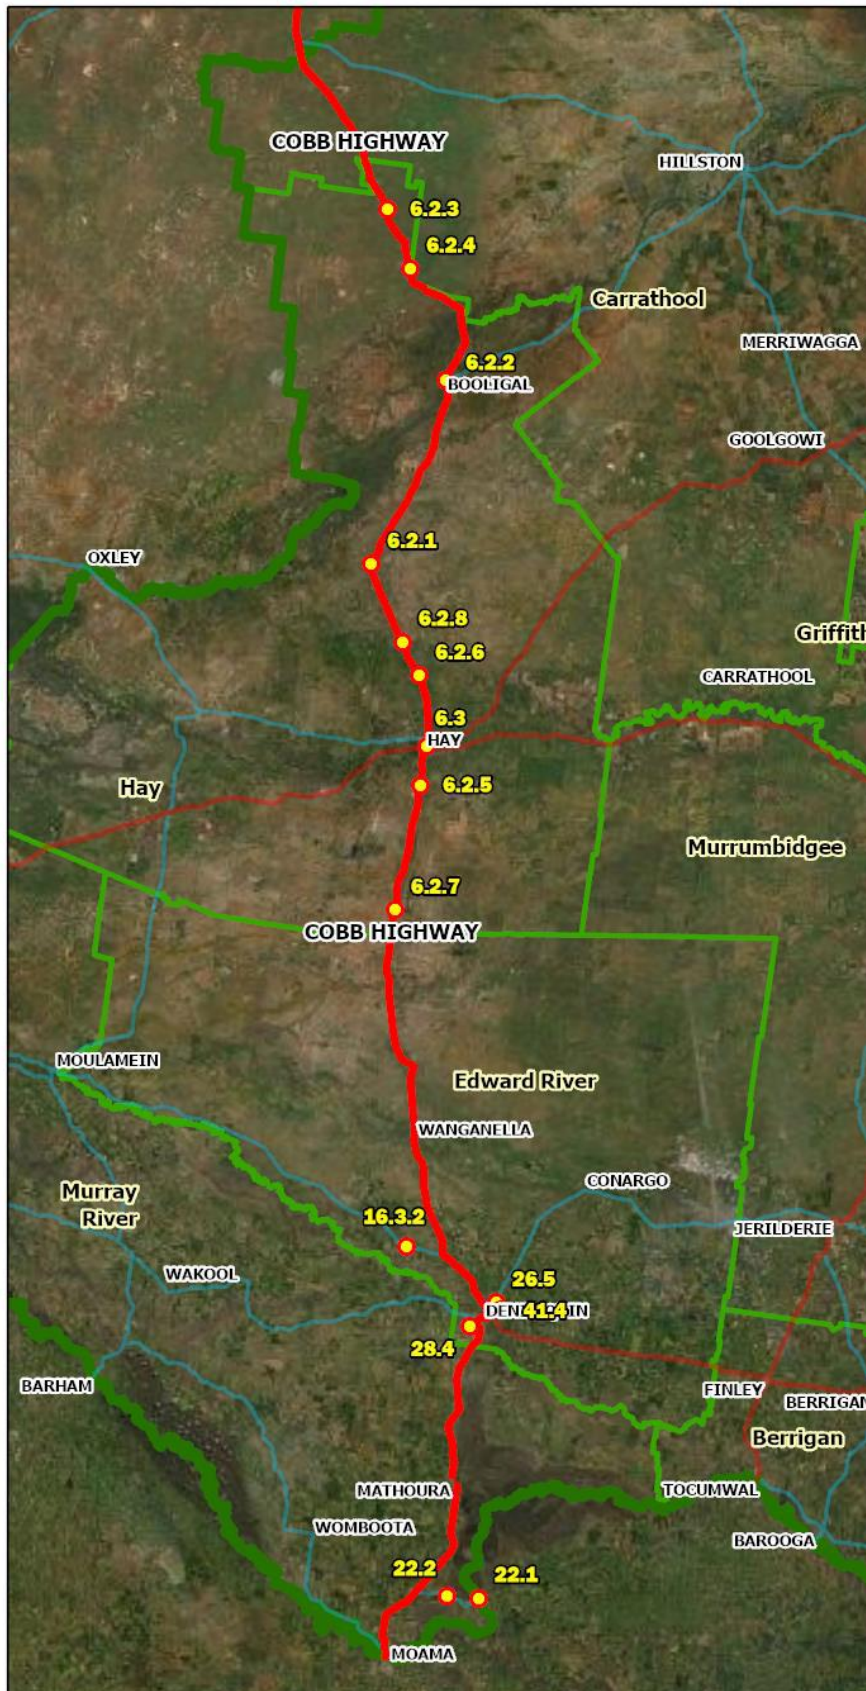 COBB HIGHWAY
HILLSTON
6.2.3
6.2.4
Carrathool
MERRIWAGGA
6.2.2
BOOLIGAL
GOOLGOWI
6.2.1
OXLEY
6.2.8
Griffith
6.2.6
CARRATHOOL
6.3
HAY
Hay
6.2.5
Murrumbidgee
6.2.7
COBB HIGHWAY
MOULAMEIN
Edward River
WANGANELLA
CONARGO
Murray
River
16.3.2
JERILDERIE
WAKOOL
26.5
41.4
28.4
BARHAM
FINLEY
BERRIGAN
Berrigan
MATHOURA
TOCUMWAL
WOMBOOTA
BAROOGA
22.2
22.1
MOAMA